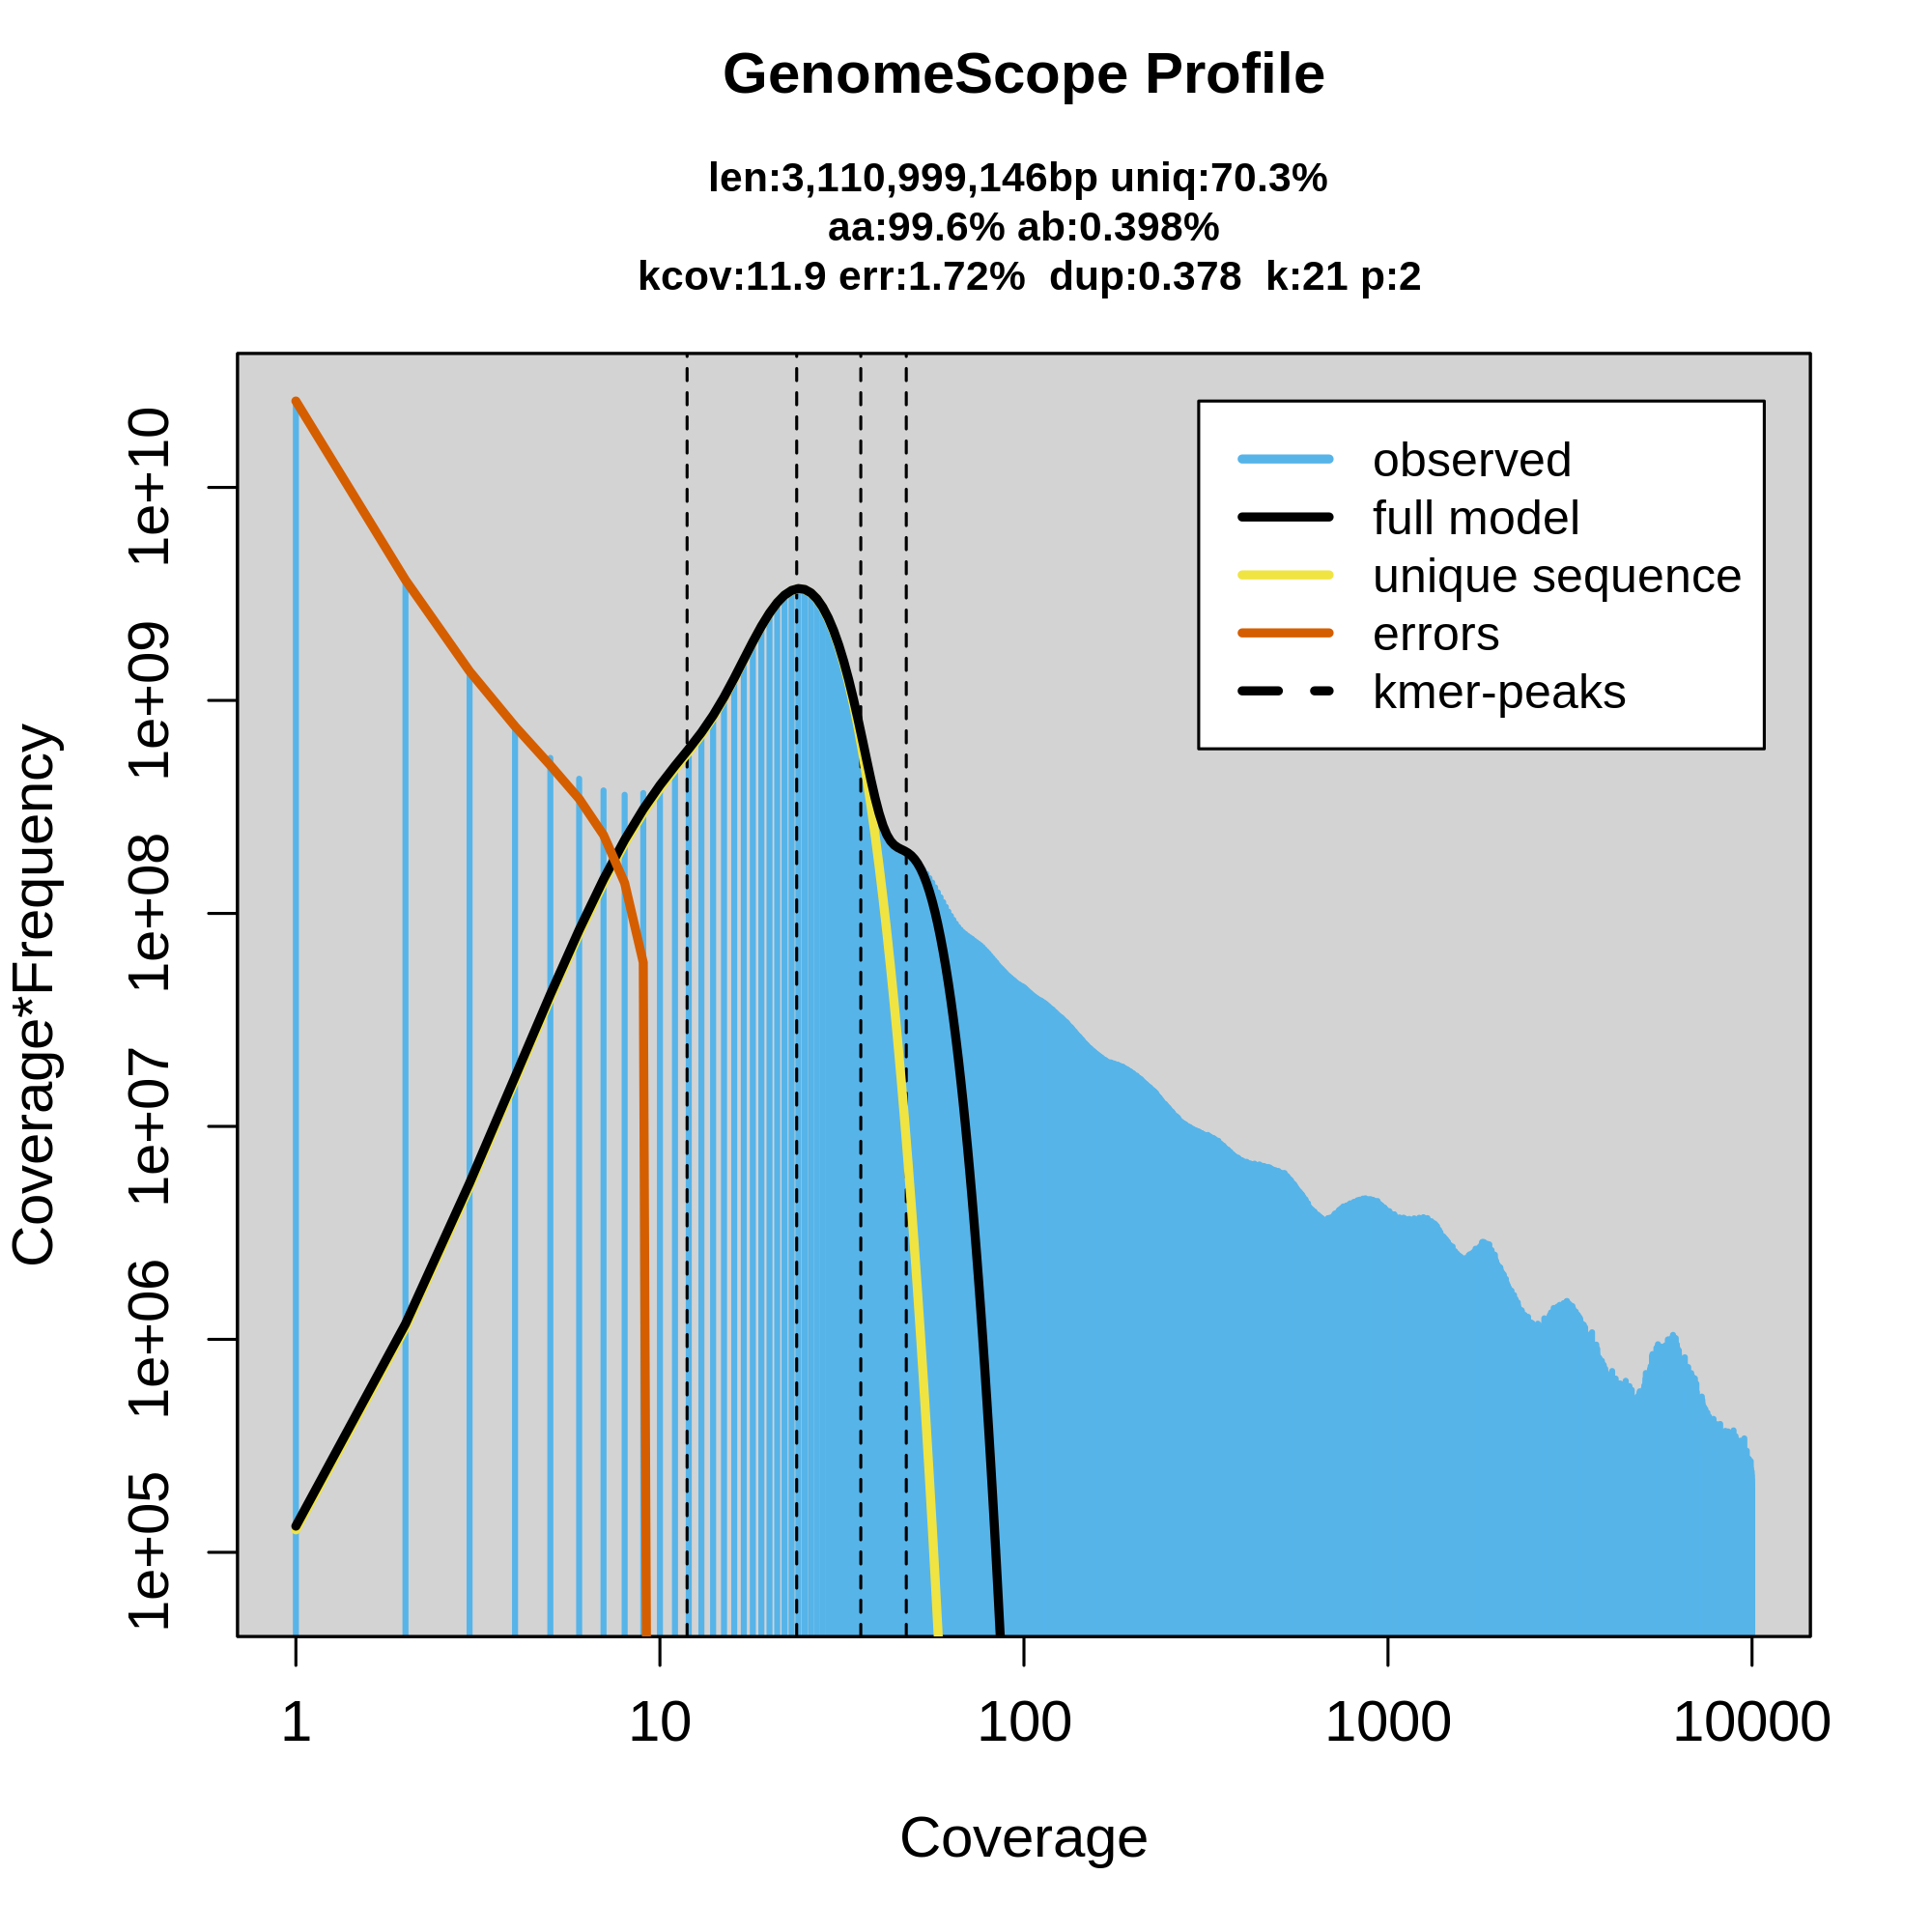 GenomeScope Profile
len:3,110,999,146bp uniq:70.3%
aa:99.6% ab:0.398%
kcov:11.9 err:1.72%  dup:0.378  k:21 p:2
observed
full model
unique sequence
errors
kmer-peaks
Coverage*Frequency
1e+10
1e+09
1e+08
1e+07
1e+06
1e+05
1 10 100 1000 10000
Coverage